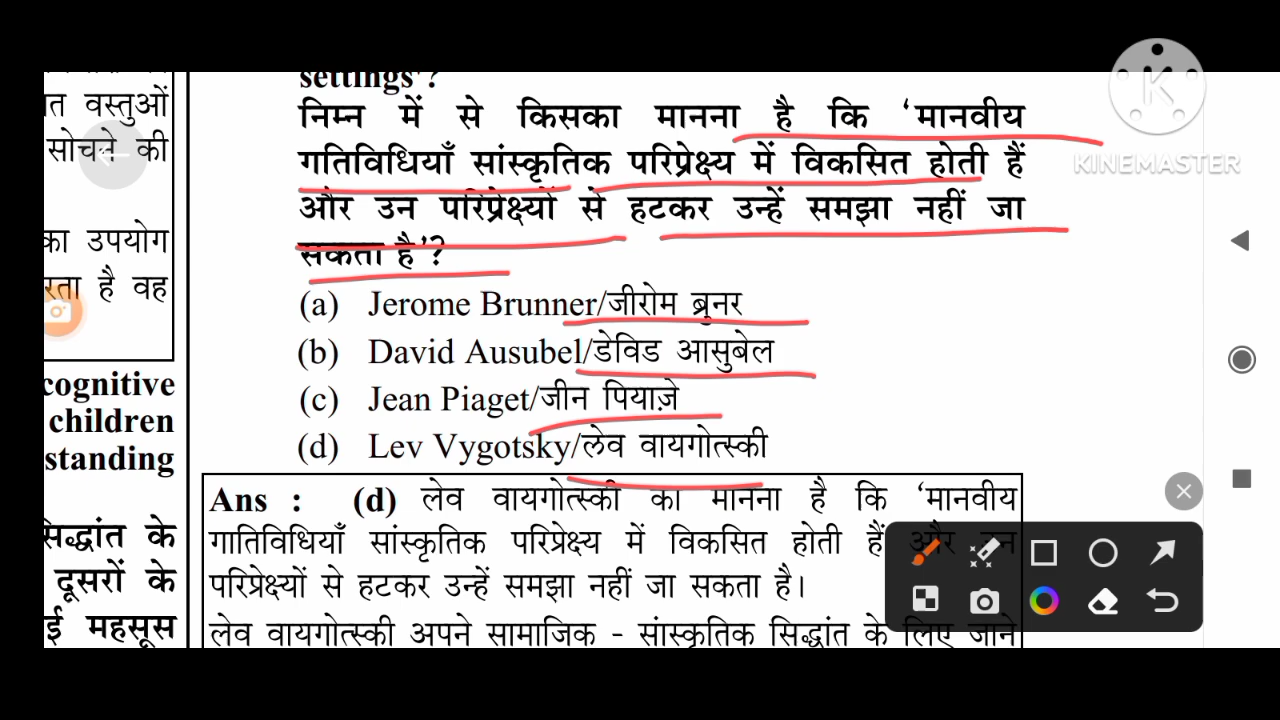 त वस्तुओं
सोचने की
का उपयोग
रता है वह
cognitive
children
standing
सिद्धांत के
दूसरों के
ई महसूस
settings'?
निम्न में से किसका मानना है कि ‘मानवीय
गतिविधियाँ सांस्कृतिक परिप्रेक्ष्य में विकसित होती हैं
और उन परिप्रेक्ष्यों से हटकर उन्हें समझा नहीं जा
सकता है’?
(a) Jerome Brunner/जीरोम ब्रुनर
(b) David Ausubel/डेविड आसुबेल
(c) Jean Piaget/जीन पियाज़े
(d) Lev Vygotsky/लेव वायगोत्स्की
Ans : (d) लेव वायगोत्स्की का मानना है कि ‘मानवीय
गातिविधियाँ सांस्कृतिक परिप्रेक्ष्य में विकसित होती हैं और उन
परिप्रेक्ष्यों से हटकर उन्हें समझा नहीं जा सकता है।
लेव वायगोत्स्की अपने सामाजिक - सांस्कृतिक सिद्धांत के लिए जाने
KINEMASTER